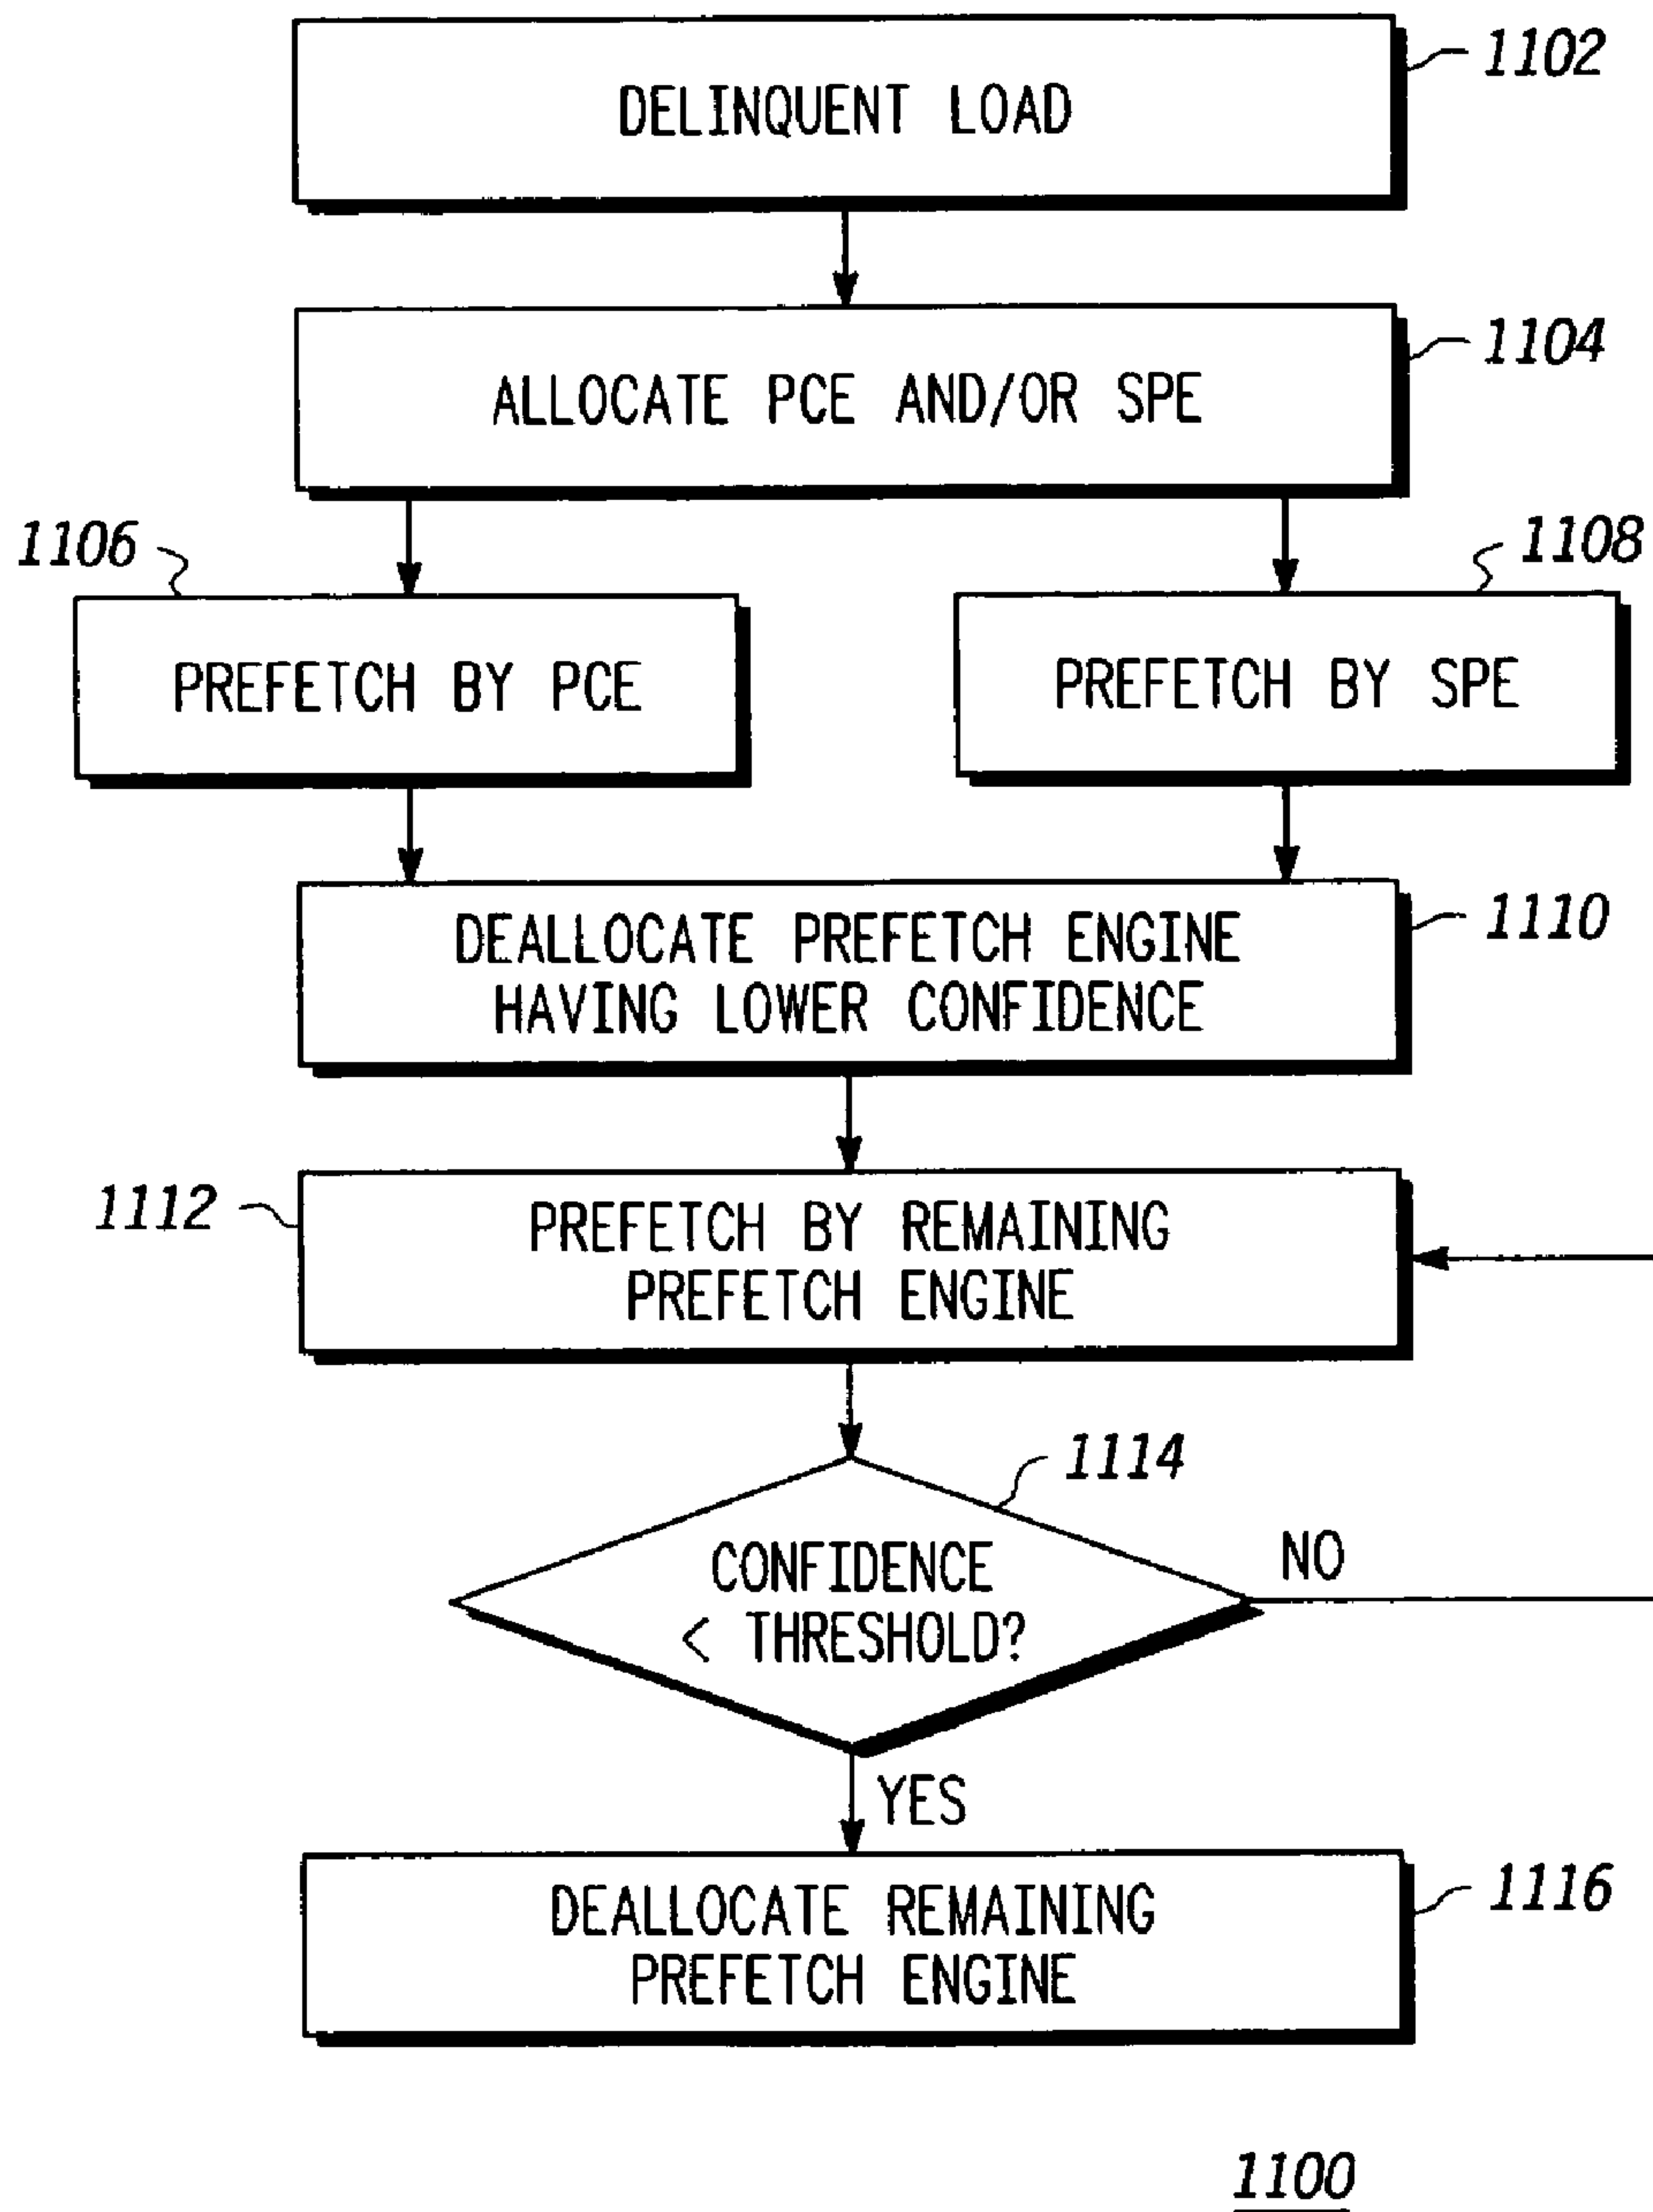 1102
DELINQUENT LOAD
1104
ALLOCATE PCE AND/OR SPE
1106
1108
PREFETCH BY PCE
PREFETCH BY SPE
1110
DEALLOCATE PREFETCH ENGINE
HAVING LOWER CONFIDENCE
1112
PREFETCH BY REMAINING
PREFETCH ENGINE
1114
CONFIDENCE
< THRESHOLD?
NO
YES
1116
DEALLOCATE REMAINING
PREFETCH ENGINE
1100